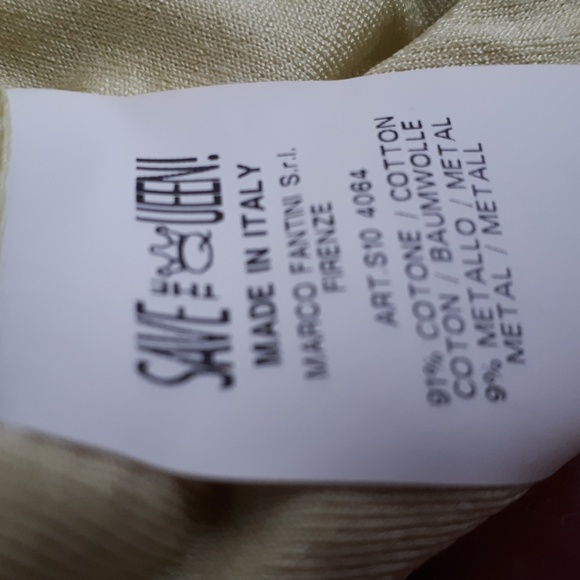 SAVE THE QUEEN!
MADE IN ITALY
MARCO FANTINI S.r.l.
FIRENZE
ART.S10 4064
91% COTONE / COTTON
COTON / BAUMWOLLE
9% METALLO / METAL
METAL / METALL